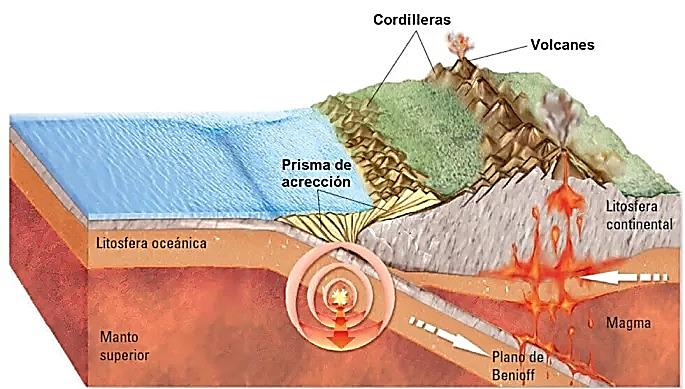 Cordilleras
Volcanes
Prisma de
acrección
Litosfera
continental
Litosfera oceánica
Manto
superior
Magma
Plano de
Benioff